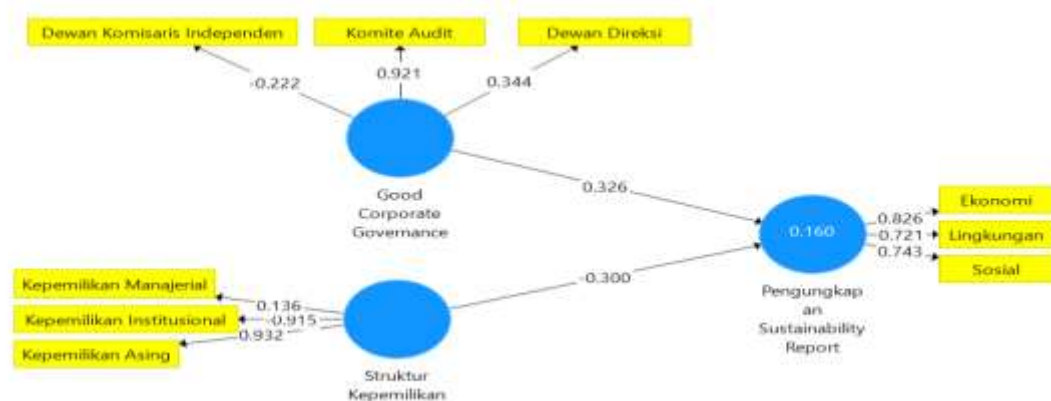 Dewan Komisaris Independen
Komite Audit
Dewan Direksi
-0.222
0.921
0.344
Good
Corporate
Governance
0.326
0.160
0.826
0.721
0.743
Ekonomi
Lingkungan
Sosial
Pengungkap
an
Sustainability
Report
-0.300
Kepemilikan Manajerial
Kepemilikan Institusional
Kepemilikan Asing
0.136
-0.915
0.932
Struktur
Kepemilikan